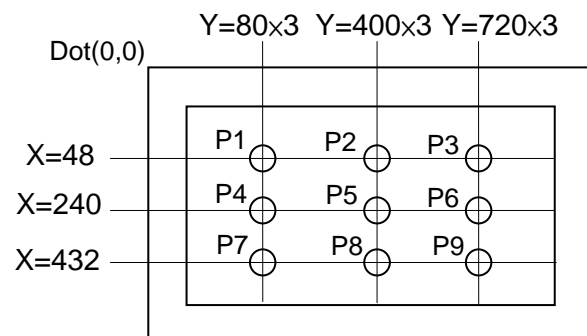 Y=80×3 Y=400×3 Y=720×3
Dot(0,0)
X=48 P1 P2 P3
X=240 P4 P5 P6
X=432 P7 P8 P9